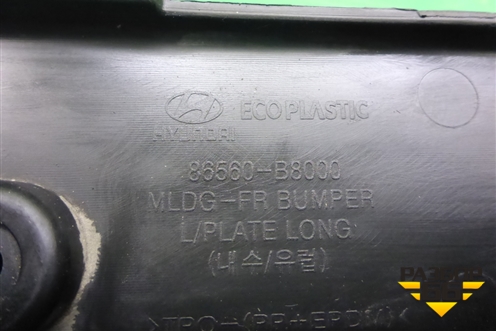 ECOPLASTIC
HYUNDAI
86560-B8000
MLDG-FR BUMPER
L/PLATE LONG
(내수/유럽)